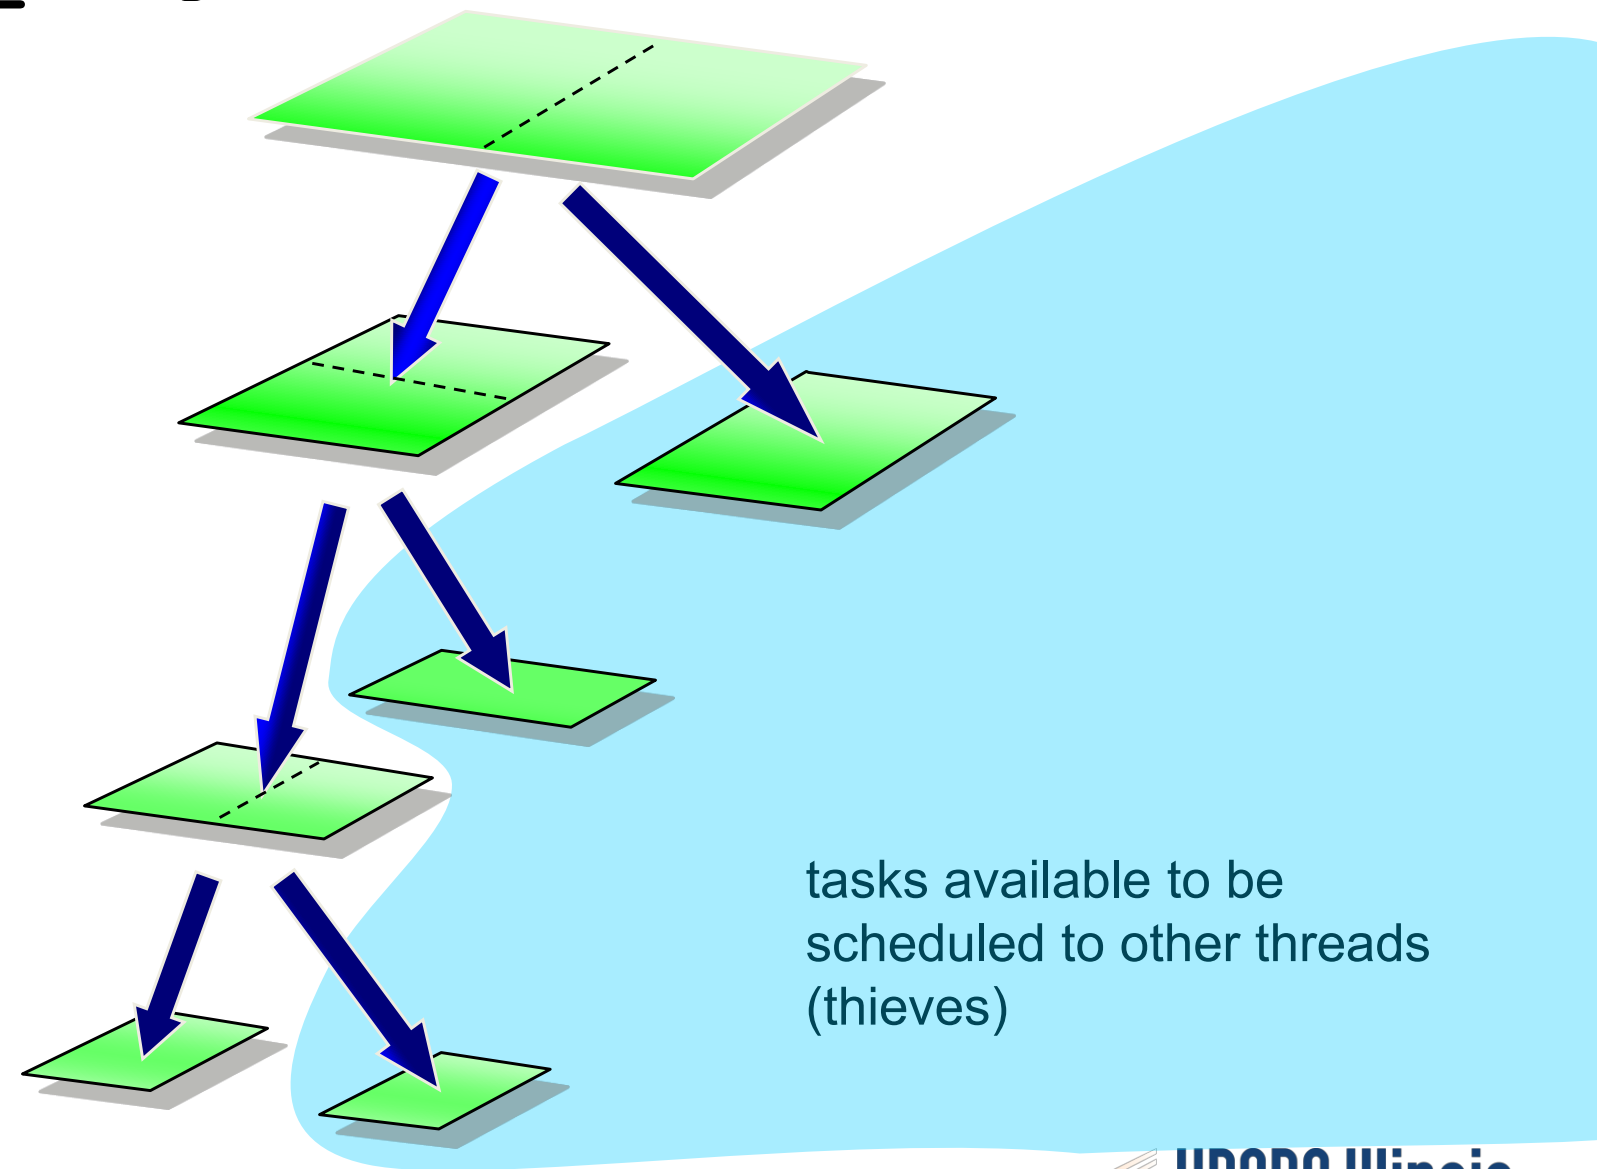 tasks available to be
scheduled to other threads
(thieves)